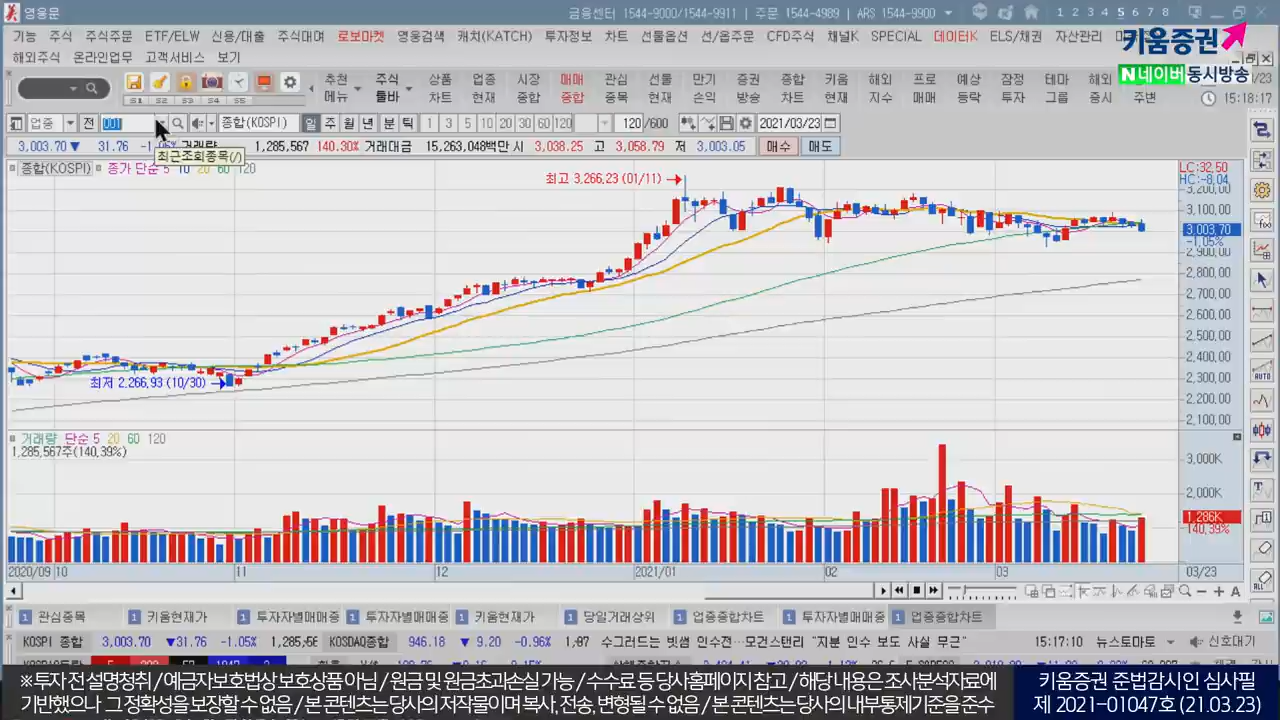 영웅문
금융센터 1544-9000/1544-9911 | 주문 1544-4989 | ARS 1544-9900
1 2 3 4 5 6 7 8
기능 주식 주식주문 ETF/ELW 신용/대출 주식대여 로보마켓 영웅검색 캐치(KATCH) 투자정보 차트 선물옵션 선/옵주문 CFD주식 채널K SPECIAL 데이터K ELS/채권 자산관리
해외주식 온라인업무 고객서비스 보기
키움증권
N네이버동시방송
추천메뉴 주식툴바 상품차트 업종현재 시장종합 매매종합 관심종목 선물현재 만기손익 증권방송 종합차트 키움현재 해외지수 프로매매 예상등락 잠정투자 테마그룹 해외증시 주변
S1 S2 S3 S4 S5
15:18:17
업종 전 001 종합(KOSPI) 일 주 월 년 분 틱 1 3 5 10 20 30 60 120 120 /600 2021/03/23
3,003.70 ▼ 31.76 거래량 1,285,567 140.30% 거래대금 15,263,048백만 시 3,038.25 고 3,058.79 저 3,003.05 매수 매도
최근조회종목(/)
종합(KOSPI) 종가 단순 5 10 20 60 120
LC:32.50
HC:-8.04
최고 3,266.23 (01/11)
3,200.00
3,100.00
3,003.70
-1.05%
2,900.00
2,800.00
2,700.00
2,600.00
2,500.00
2,400.00
2,300.00
2,200.00
2,100.00
최저 2,266.93 (10/30)
거래량 단순 5 20 60 120
1,285,567주(140.39%)
3,000K
2,000K
1,286K
140.39%
2020/09 10 11 12 2021/01 02 03 03/23
AUTO
ALL
1 관심종목 1 키움현재가 1 투자자별매매종 1 투자자별매매종 1 키움현재가 1 당일거래상위 1 업종종합차트 1 투자자별매매종 1 업종종합차트
KOSPI 종합 3,003.70 ▼31.76 -1.05% 1,285,5 KOSDAQ종합 946.18 ▼ 9.20 -0.96% 수그러드는 빗썸 인수전…모건스탠리 "지분 인수 보도 사실 무근" 15:17:10 뉴스토마토 신호대기
※ 투자 전 설명청취 / 예금자보호법상 보호상품 아님 / 원금 및 원금초과손실 가능 / 수수료 등 당사홈페이지 참고 / 해당 내용은 조사분석자료에
기반했으나 그 정확성을 보장할 수 없음 / 본 콘텐츠는 당사의 저작물이며 복사, 전송, 변형될 수 없음 / 본 콘텐츠는 당사의 내부통제기준을 준수
키움증권 준법감시인 심사필
제 2021-01047호 (21.03.23)